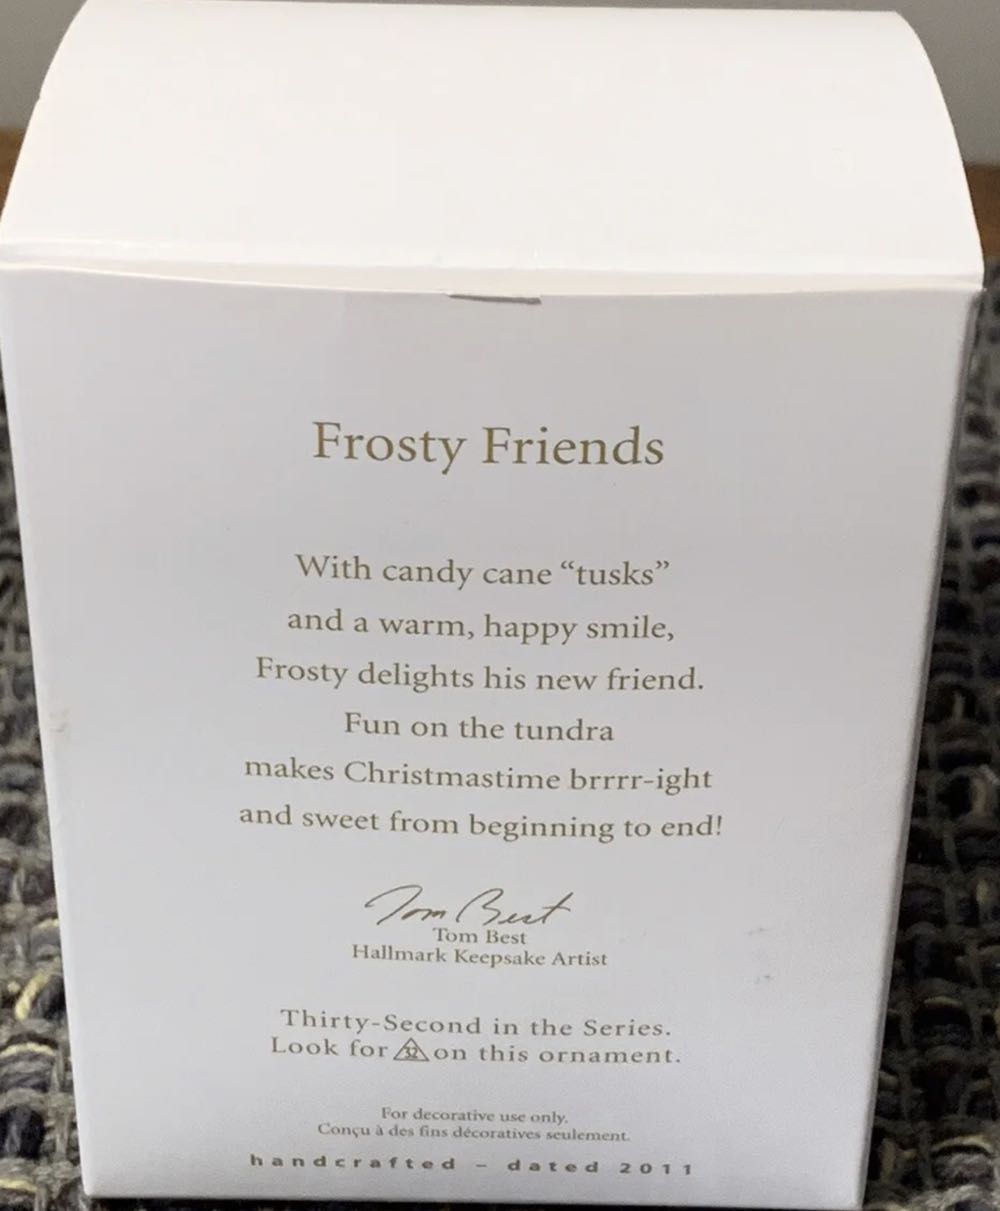 Frosty Friends
With candy cane “tusks”
and a warm, happy smile,
Frosty delights his new friend.
Fun on the tundra
makes Christmastime brrrr-ight
and sweet from beginning to end!
Tom Best
Tom Best
Hallmark Keepsake Artist
Thirty-Second in the Series.
Look for 32 on this ornament.
For decorative use only.
Conçu à des fins décoratives seulement.
handcrafted – dated 2011